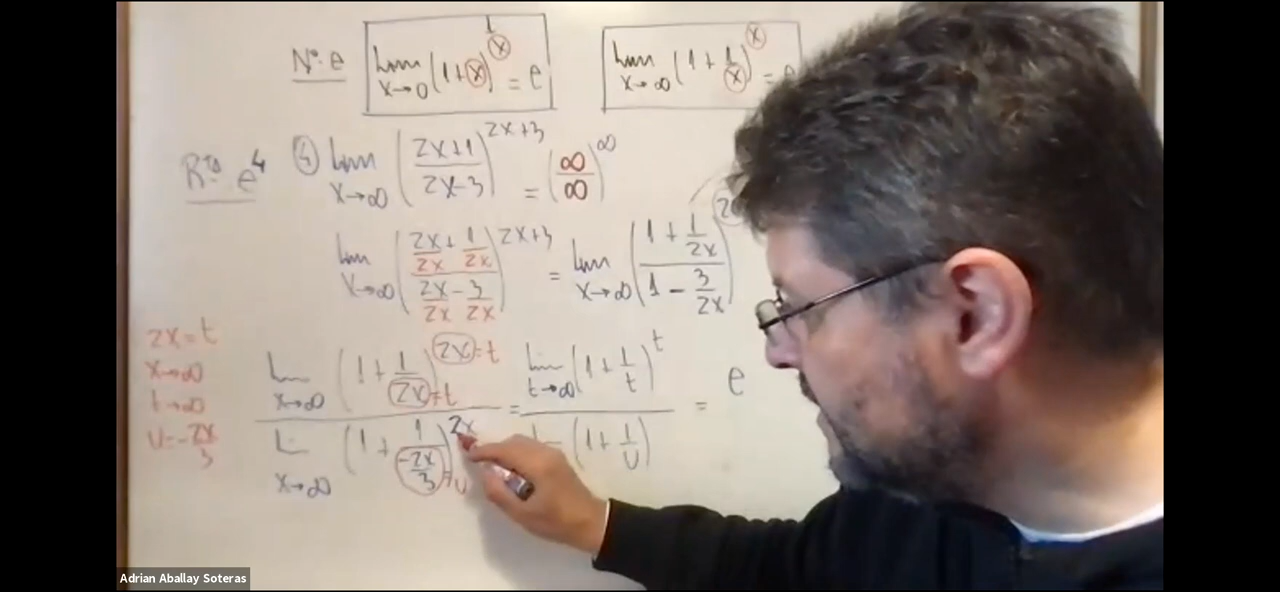 Nº e lim x→0 (1+x)^(1/x) = e lim x→∞ (1 + 1/x)^x = e
Rta e^4 ④ lim x→∞ ((2x+1)/(2x-3))^(2x+3) = (∞/∞)^∞
lim x→∞ ((2x/2x + 1/2x)/(2x/2x - 3/2x))^(2x+3) = lim x→∞ ((1 + 1/2x)/(1 - 3/2x))
2x = t
x→∞
t→∞
u = -2x/3
lim x→∞ (1 + 1/2x=t)^(2x=t) = lim t→∞ (1 + 1/t)^t = e
L x→∞ (1 + 1/(-2x/3)=u)^2x (1 + 1/u)
Adrian Aballay Soteras